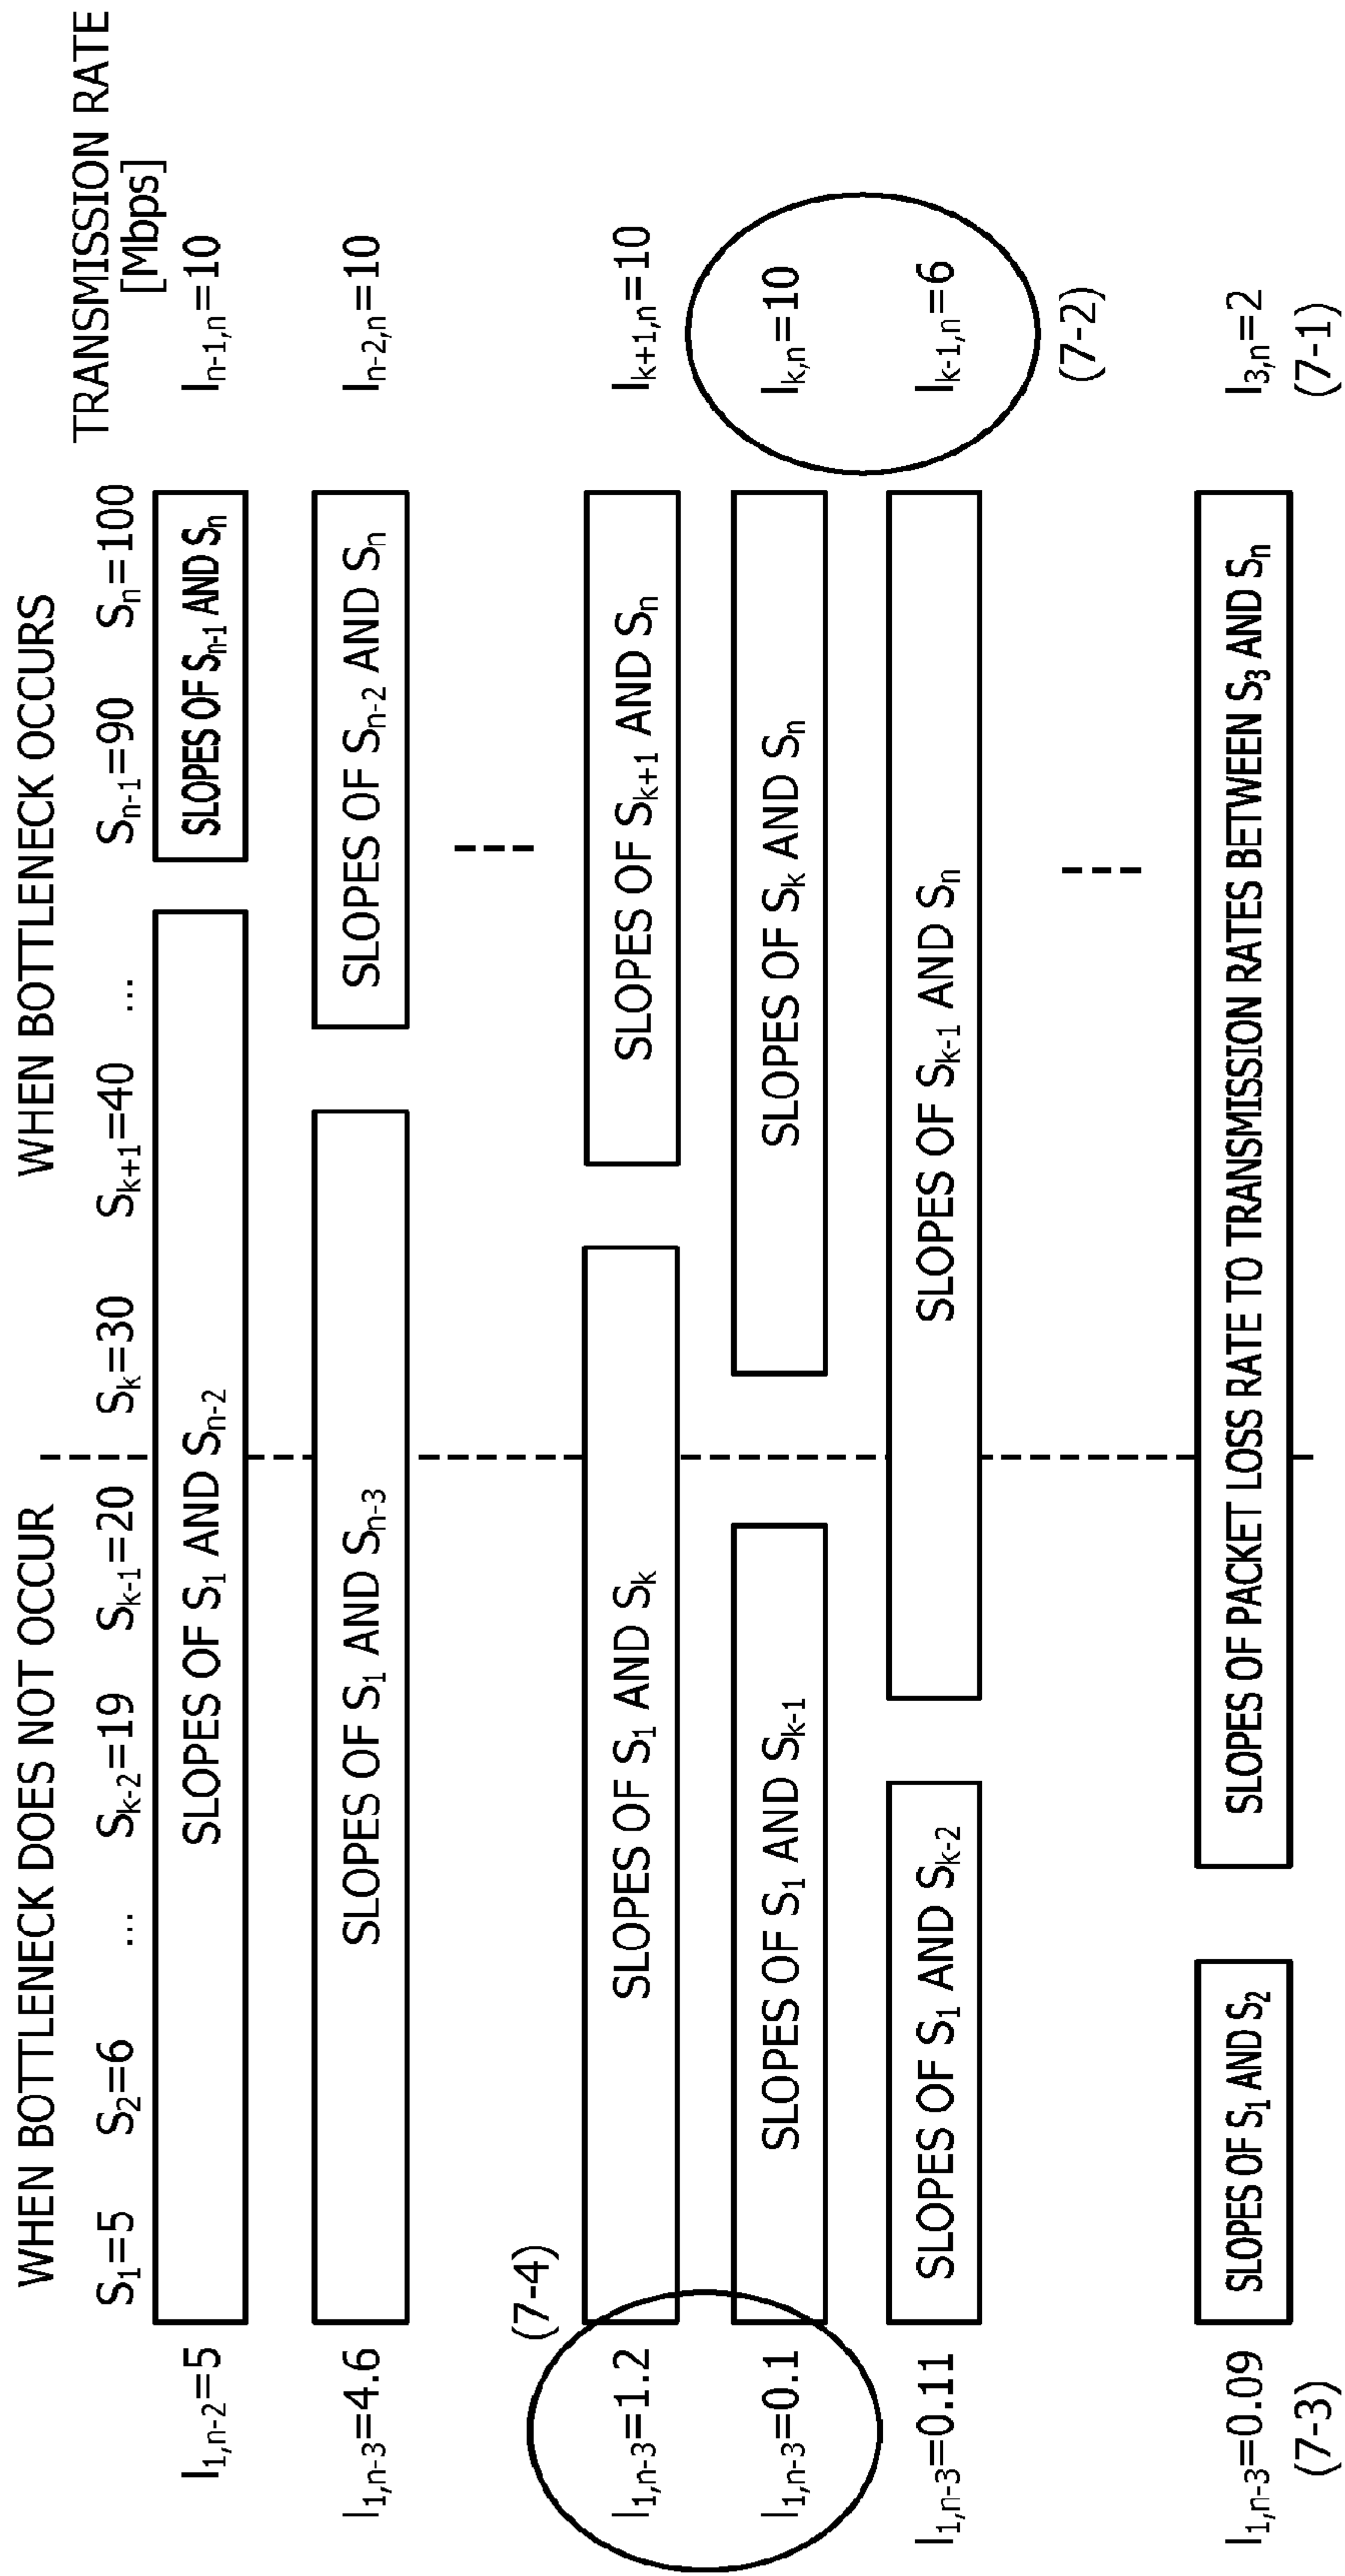 WHEN BOTTLENECK DOES NOT OCCUR WHEN BOTTLENECK OCCURS
TRANSMISSION RATE
[Mbps]
S₁=5 S₂=6 ... Sₖ₋₂=19 Sₖ₋₁=20 Sₖ=30 Sₖ₊₁=40 ... Sₙ₋₁=90 Sₙ=100
I₁,ₙ₋₂=5 SLOPES OF S₁ AND Sₙ₋₂ SLOPES OF Sₙ₋₁ AND Sₙ Iₙ₋₁,ₙ=10
I₁,ₙ₋₃=4.6 SLOPES OF S₁ AND Sₙ₋₃ SLOPES OF Sₙ₋₂ AND Sₙ Iₙ₋₂,ₙ=10
(7-4)
I₁,ₙ₋₃=1.2 SLOPES OF S₁ AND Sₖ SLOPES OF Sₖ₊₁ AND Sₙ Iₖ₊₁,ₙ=10
I₁,ₙ₋₃=0.1 SLOPES OF S₁ AND Sₖ₋₁ SLOPES OF Sₖ AND Sₙ Iₖ,ₙ=10
I₁,ₙ₋₃=0.11 SLOPES OF S₁ AND Sₖ₋₂ SLOPES OF Sₖ₋₁ AND Sₙ Iₖ₋₁,ₙ=6
(7-2)
I₁,ₙ₋₃=0.09 SLOPES OF S₁ AND S₂ SLOPES OF PACKET LOSS RATE TO TRANSMISSION RATES BETWEEN S₃ AND Sₙ I₃,ₙ=2
(7-3) (7-1)